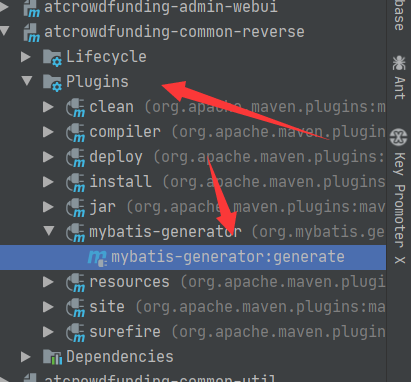 atcrowdfunding-admin-webui
atcrowdfunding-common-reverse
Lifecycle
Plugins
clean (org.apache.maven.plugins:m
compiler (org.apache.maven.plugin
deploy (org.apache.maven.plugins:
install (org.apache.maven.plugins
jar (org.apache.maven.plugins:mav
mybatis-generator (org.mybatis.ge
mybatis-generator:generate
resources (org.apache.maven.plugi
site (org.apache.maven.plugins:ma
surefire (org.apache.maven.plugin
Dependencies
atcrowdfunding-common-util
base
Ant
Key Promoter X